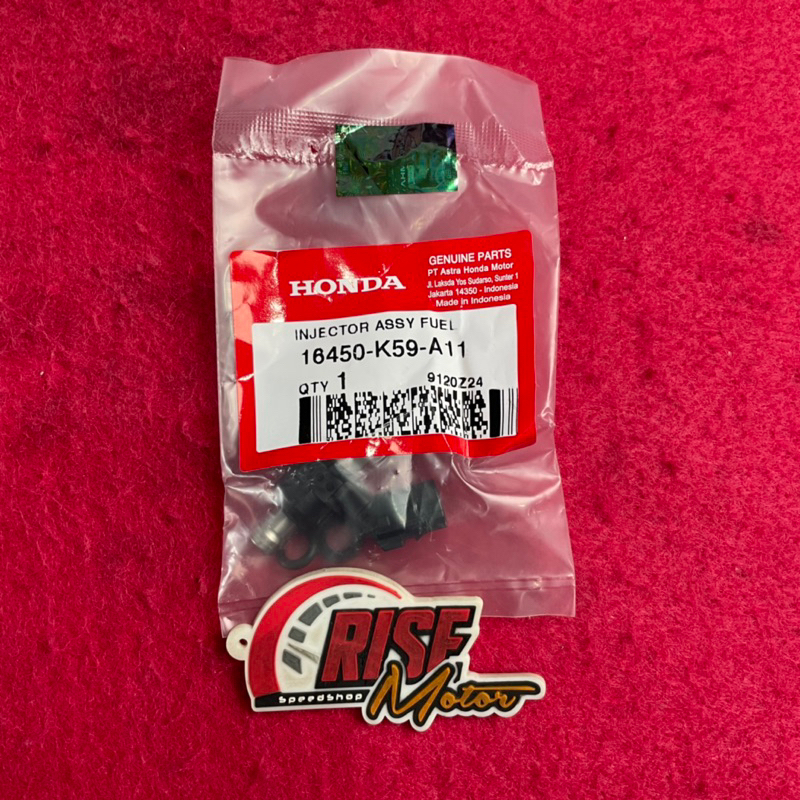 HONDA
GENUINE PARTS
PT Astra Honda Motor
Jl. Laksda Yos Sudarso, Sunter 1
Jakarta 14350 - Indonesia
Made in Indonesia
INJECTOR ASSY FUEL
16450-K59-A11
QTY 1
9120Z24
RISE
Speedshop
Motor